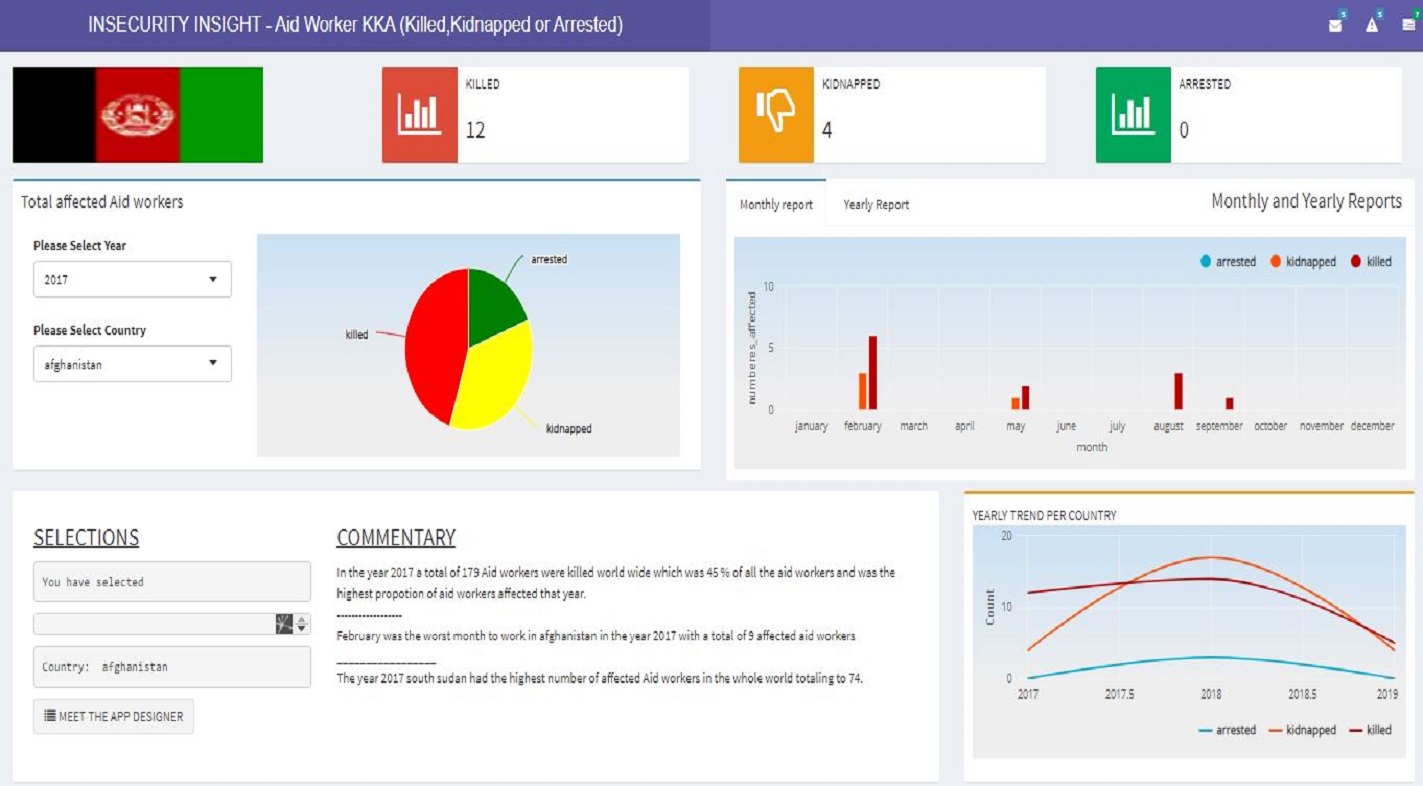 INSECURITY INSIGHT - Aid Worker KKA (Killed,Kidnapped or Arrested)
5
5
7
KILLED
12
KIDNAPPED
4
ARRESTED
0
Total affected Aid workers
Please Select Year
2017
Please Select Country
afghanistan
arrested
killed
kidnapped
Monthly report
Yearly Report
Monthly and Yearly Reports
arrested kidnapped killed
numberes_affected
10
5
0
january february march april may june july august september october november december
month
SELECTIONS
You have selected
Country: afghanistan
MEET THE APP DESIGNER
COMMENTARY
In the year 2017 a total of 179 Aid workers were killed world wide which was 45 % of all the aid workers and was the
highest propotion of aid workers affected that year.
------------------
February was the worst month to work in afghanistan in the year 2017 with a total of 9 affected aid workers
_________________
The year 2017 south sudan had the highest number of affected Aid workers in the whole world totaling to 74.
YEARLY TREND PER COUNTRY
Count
20
10
0
2017 2017.5 2018 2018.5 2019
arrested kidnapped killed